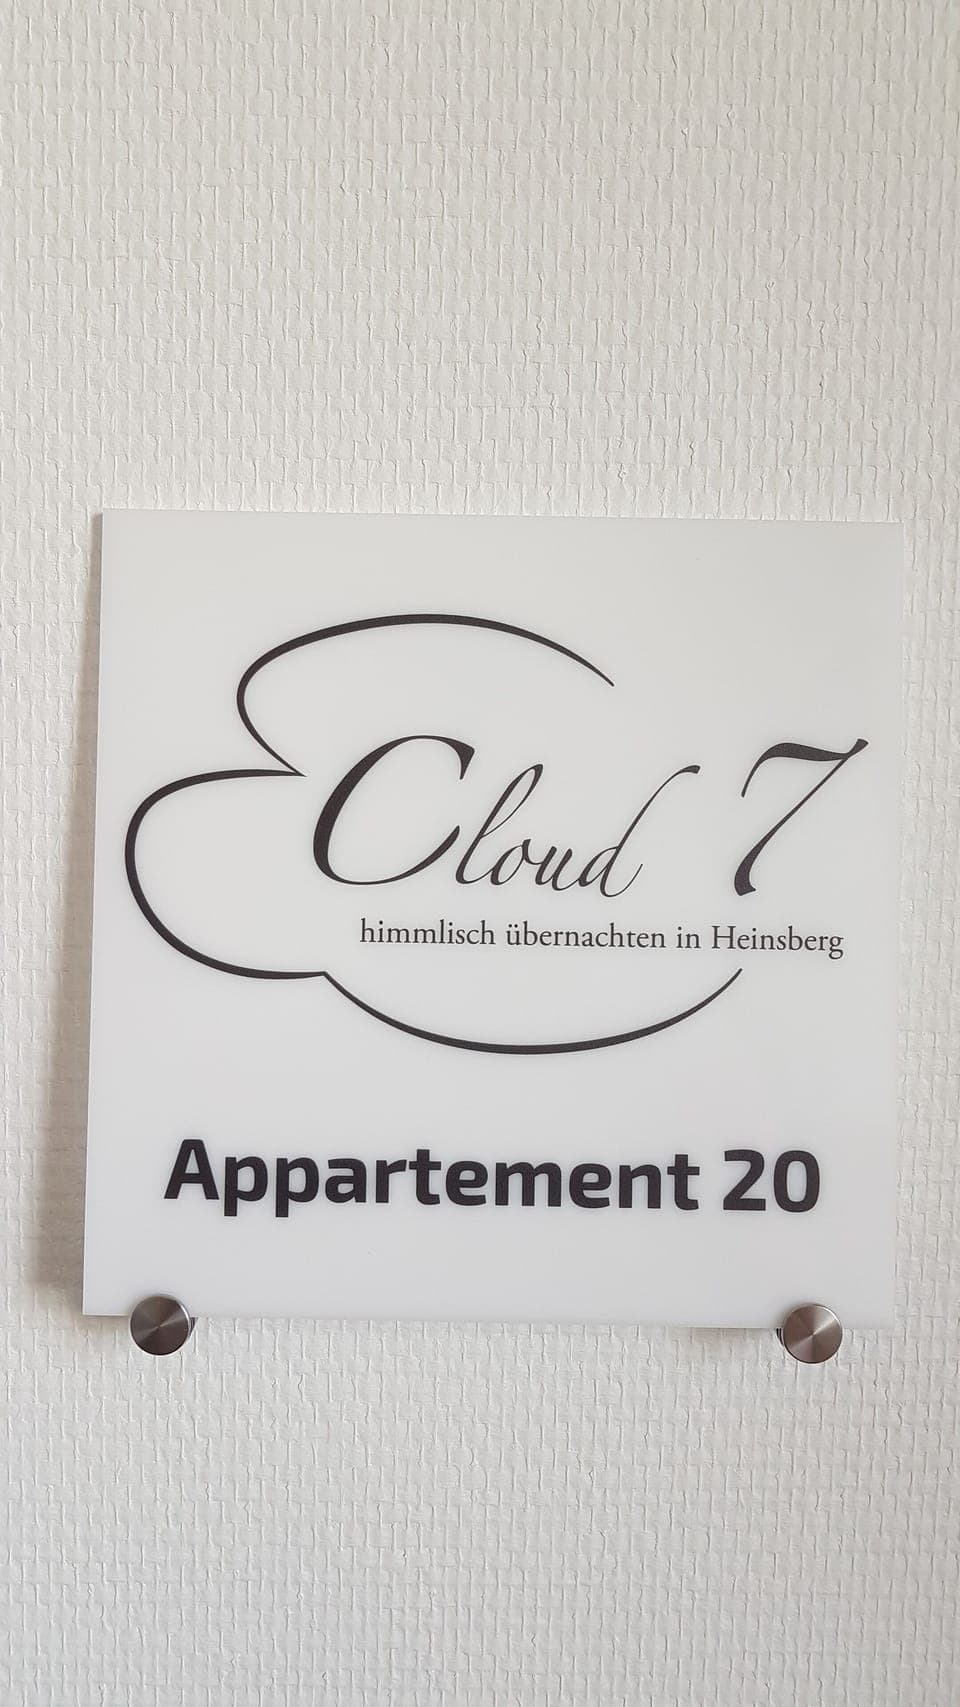 Cloud 7
himmlisch übernachten in Heinsberg
Appartement 20